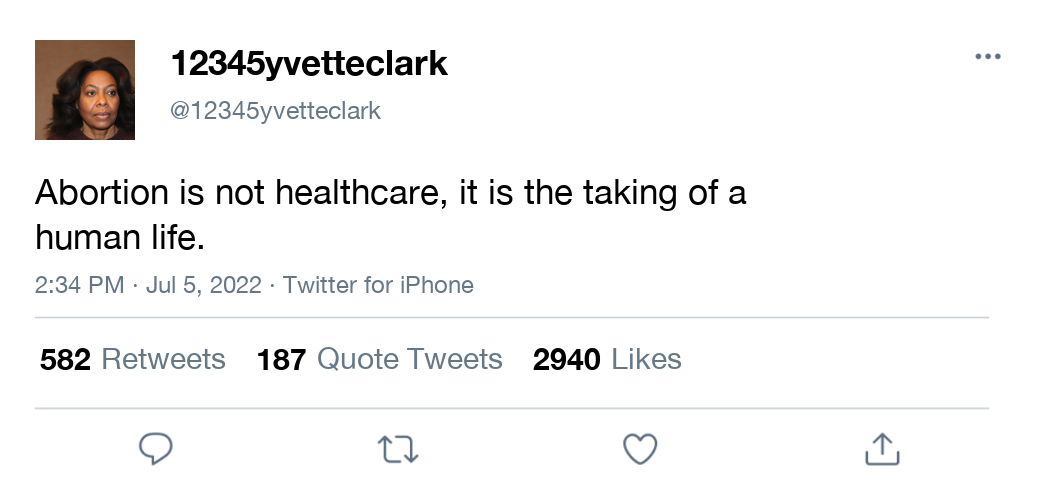 12345yvetteclark
@12345yvetteclark
Abortion is not healthcare, it is the taking of a
human life.
2:34 PM · Jul 5, 2022 · Twitter for iPhone
582 Retweets 187 Quote Tweets 2940 Likes